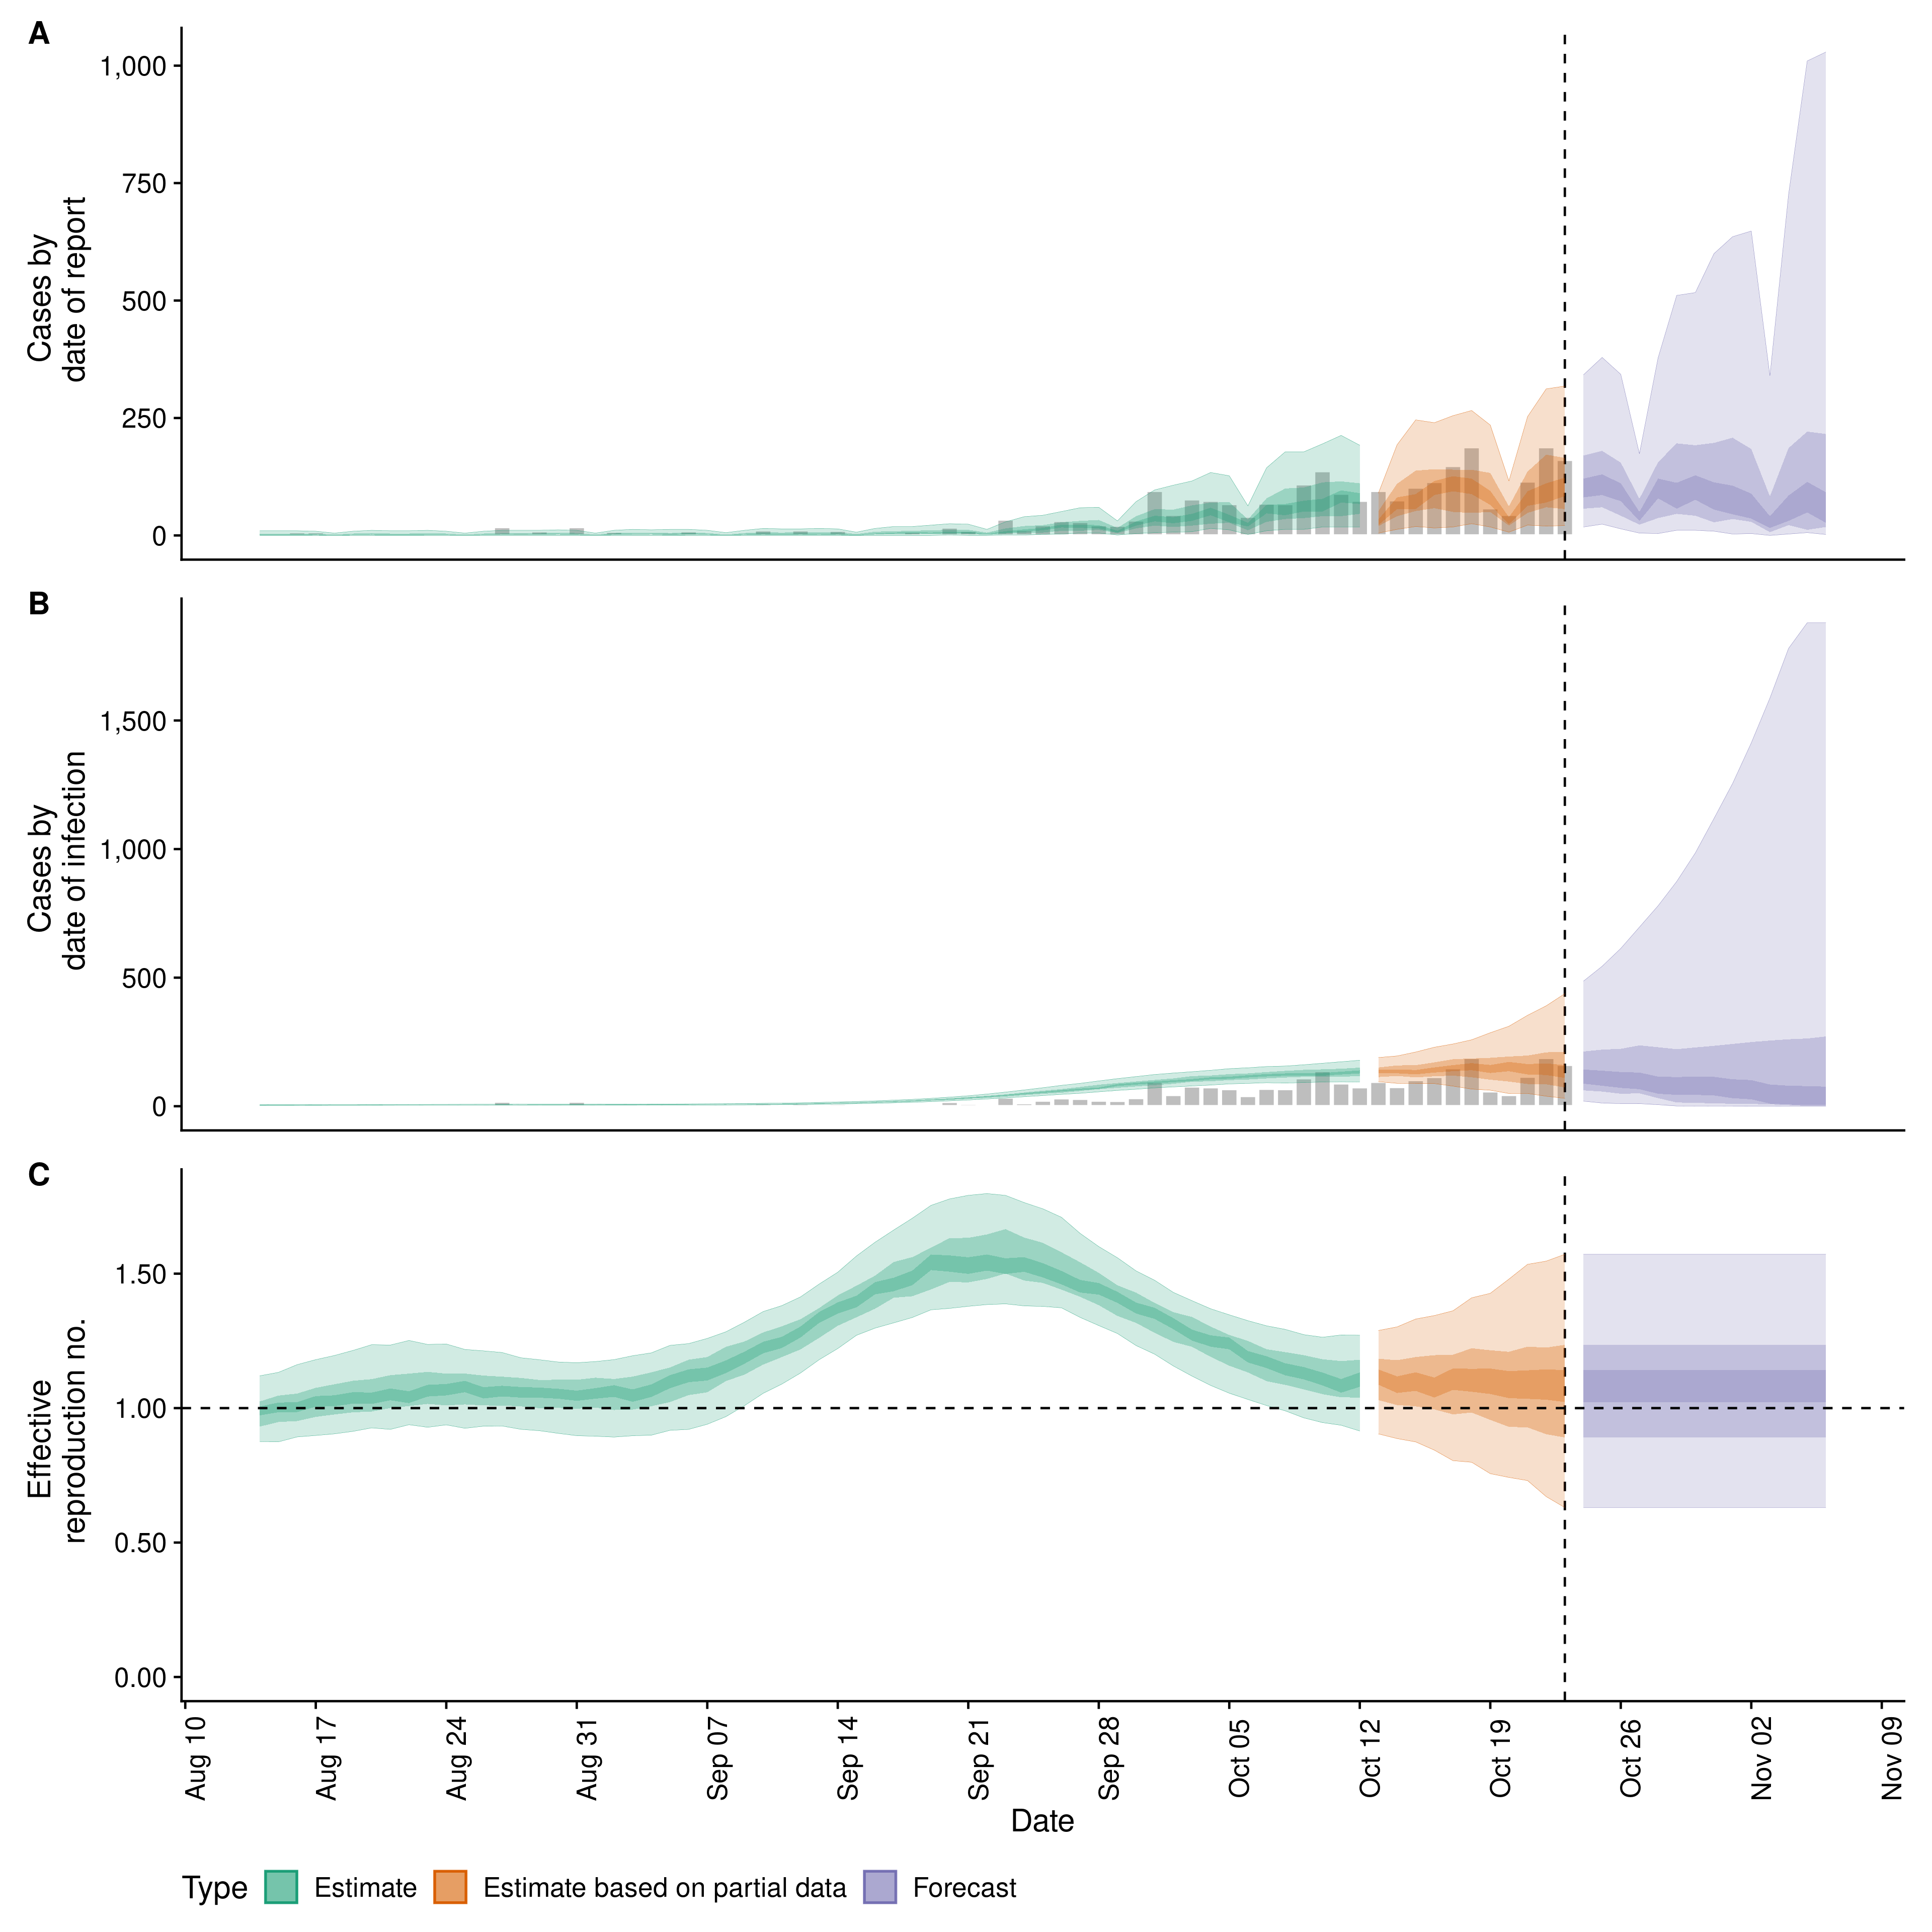 A
1,000
750
500
250
0
Cases by
date of report
B
1,500
1,000
500
0
Cases by
date of infection
C
1.50
1.00
0.50
0.00
Effective
reproduction no.
Aug 10
Aug 17
Aug 24
Aug 31
Sep 07
Sep 14
Sep 21
Sep 28
Oct 05
Oct 12
Oct 19
Oct 26
Nov 02
Nov 09
Date
Type Estimate Estimate based on partial data Forecast